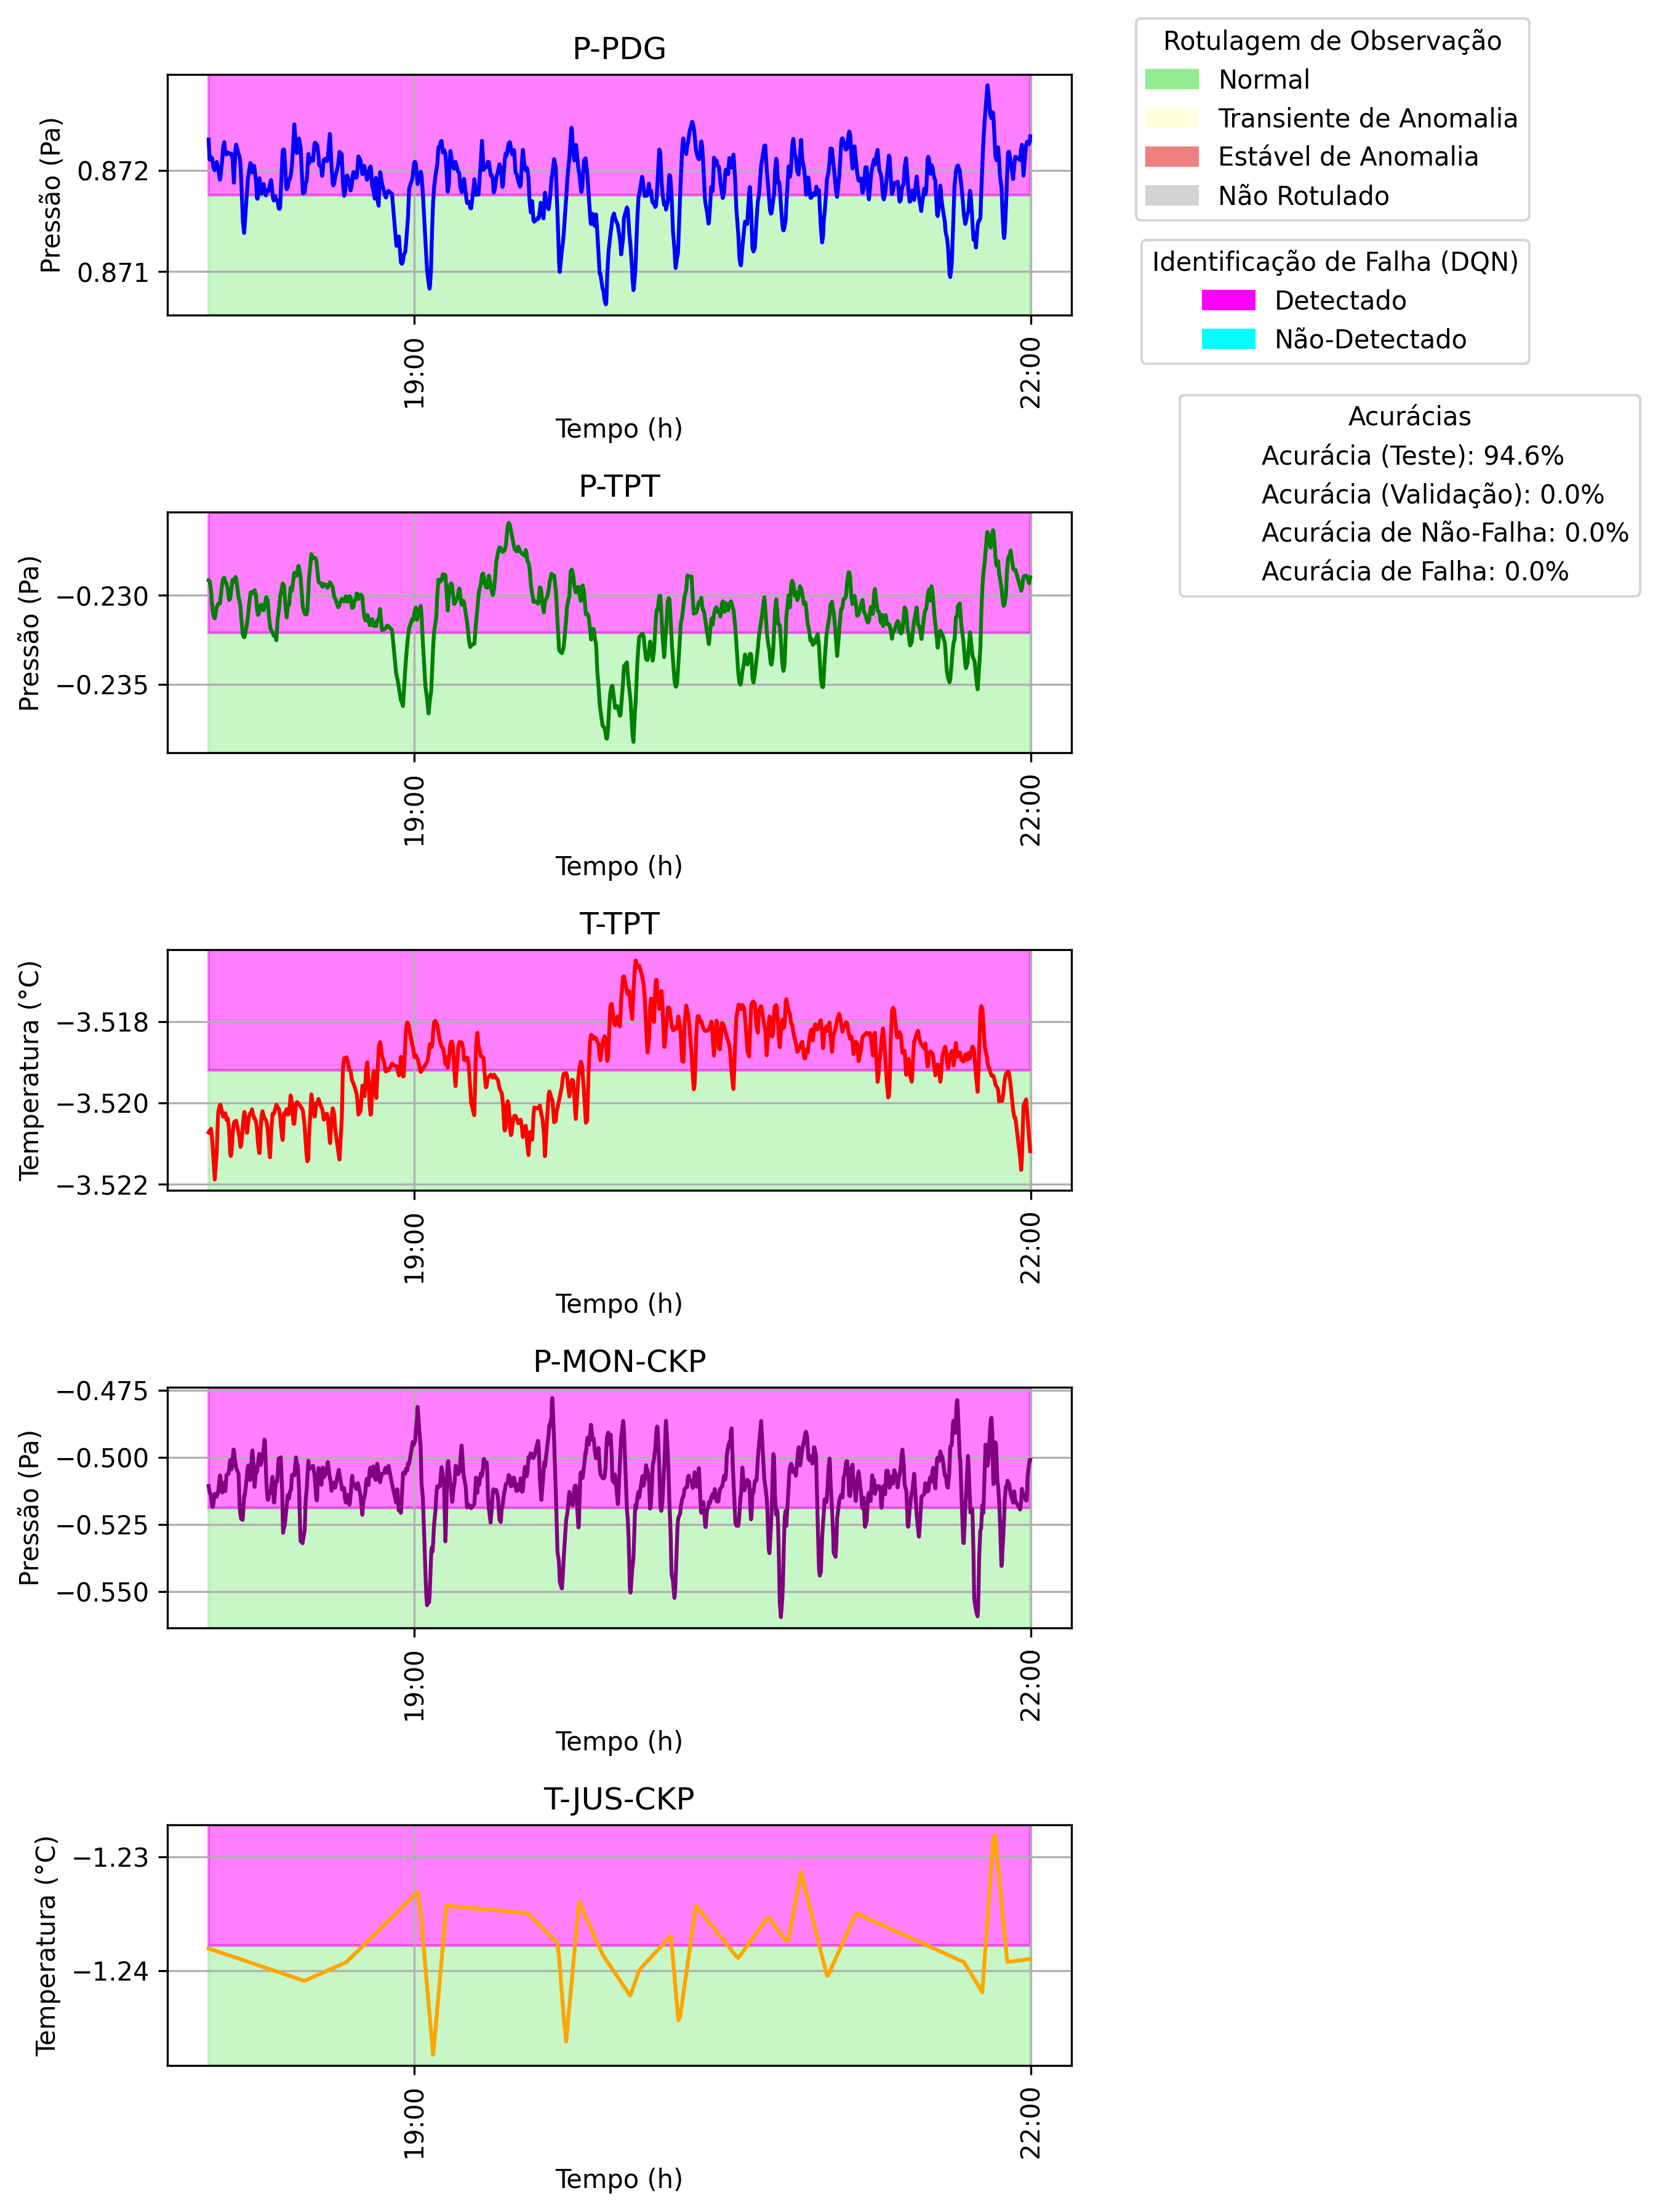 P-PDG
Pressão (Pa)
0.872
0.871
19:00
22:00
Tempo (h)
Rotulagem de Observação
Normal
Transiente de Anomalia
Estável de Anomalia
Não Rotulado
Identificação de Falha (DQN)
Detectado
Não-Detectado
Acurácias
Acurácia (Teste): 94.6%
Acurácia (Validação): 0.0%
Acurácia de Não-Falha: 0.0%
Acurácia de Falha: 0.0%
P-TPT
Pressão (Pa)
−0.230
−0.235
19:00
22:00
Tempo (h)
T-TPT
Temperatura (°C)
−3.518
−3.520
−3.522
19:00
22:00
Tempo (h)
P-MON-CKP
Pressão (Pa)
−0.475
−0.500
−0.525
−0.550
19:00
22:00
Tempo (h)
T-JUS-CKP
Temperatura (°C)
−1.23
−1.24
19:00
22:00
Tempo (h)